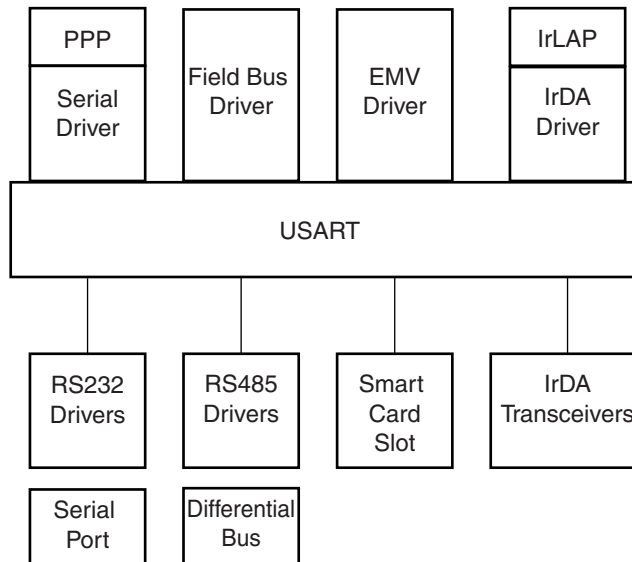 PPP
Serial
Driver
Field Bus
Driver
EMV
Driver
IrLAP
IrDA
Driver
USART
RS232
Drivers
RS485
Drivers
Smart
Card
Slot
IrDA
Transceivers
Serial
Port
Differential
Bus